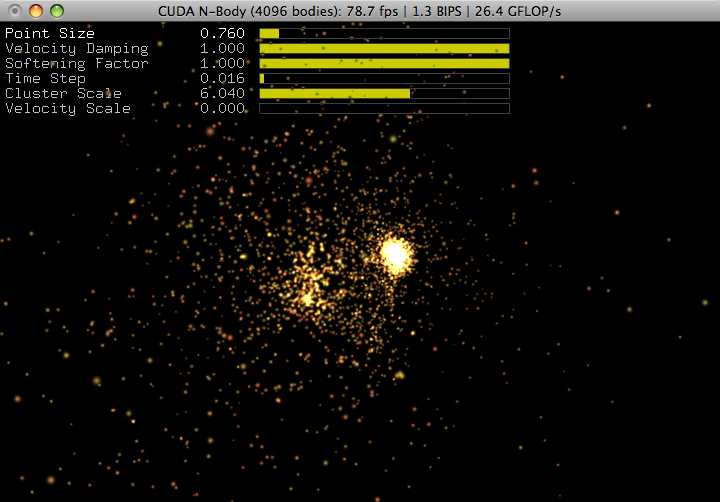 CUDA N-Body (4096 bodies): 78.7 fps | 1.3 BIPS | 26.4 GFLOP/s
Point Size 0.760
Velocity Damping 1.000
Softening Factor 1.000
Time Step 0.016
Cluster Scale 6.040
Velocity Scale 0.000